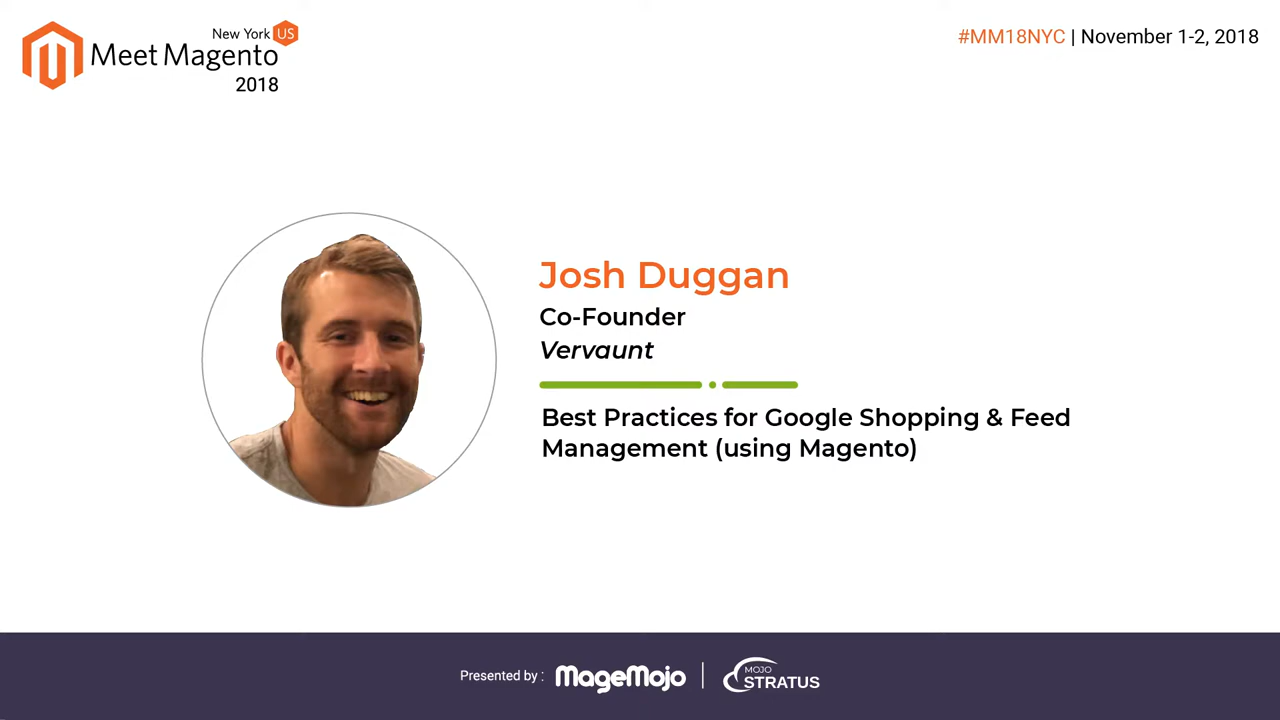 New York US
Meet Magento
2018
#MM18NYC | November 1-2, 2018
Josh Duggan
Co-Founder
Vervaunt
Best Practices for Google Shopping & Feed
Management (using Magento)
Presented by : MageMojo | MOJO
STRATUS